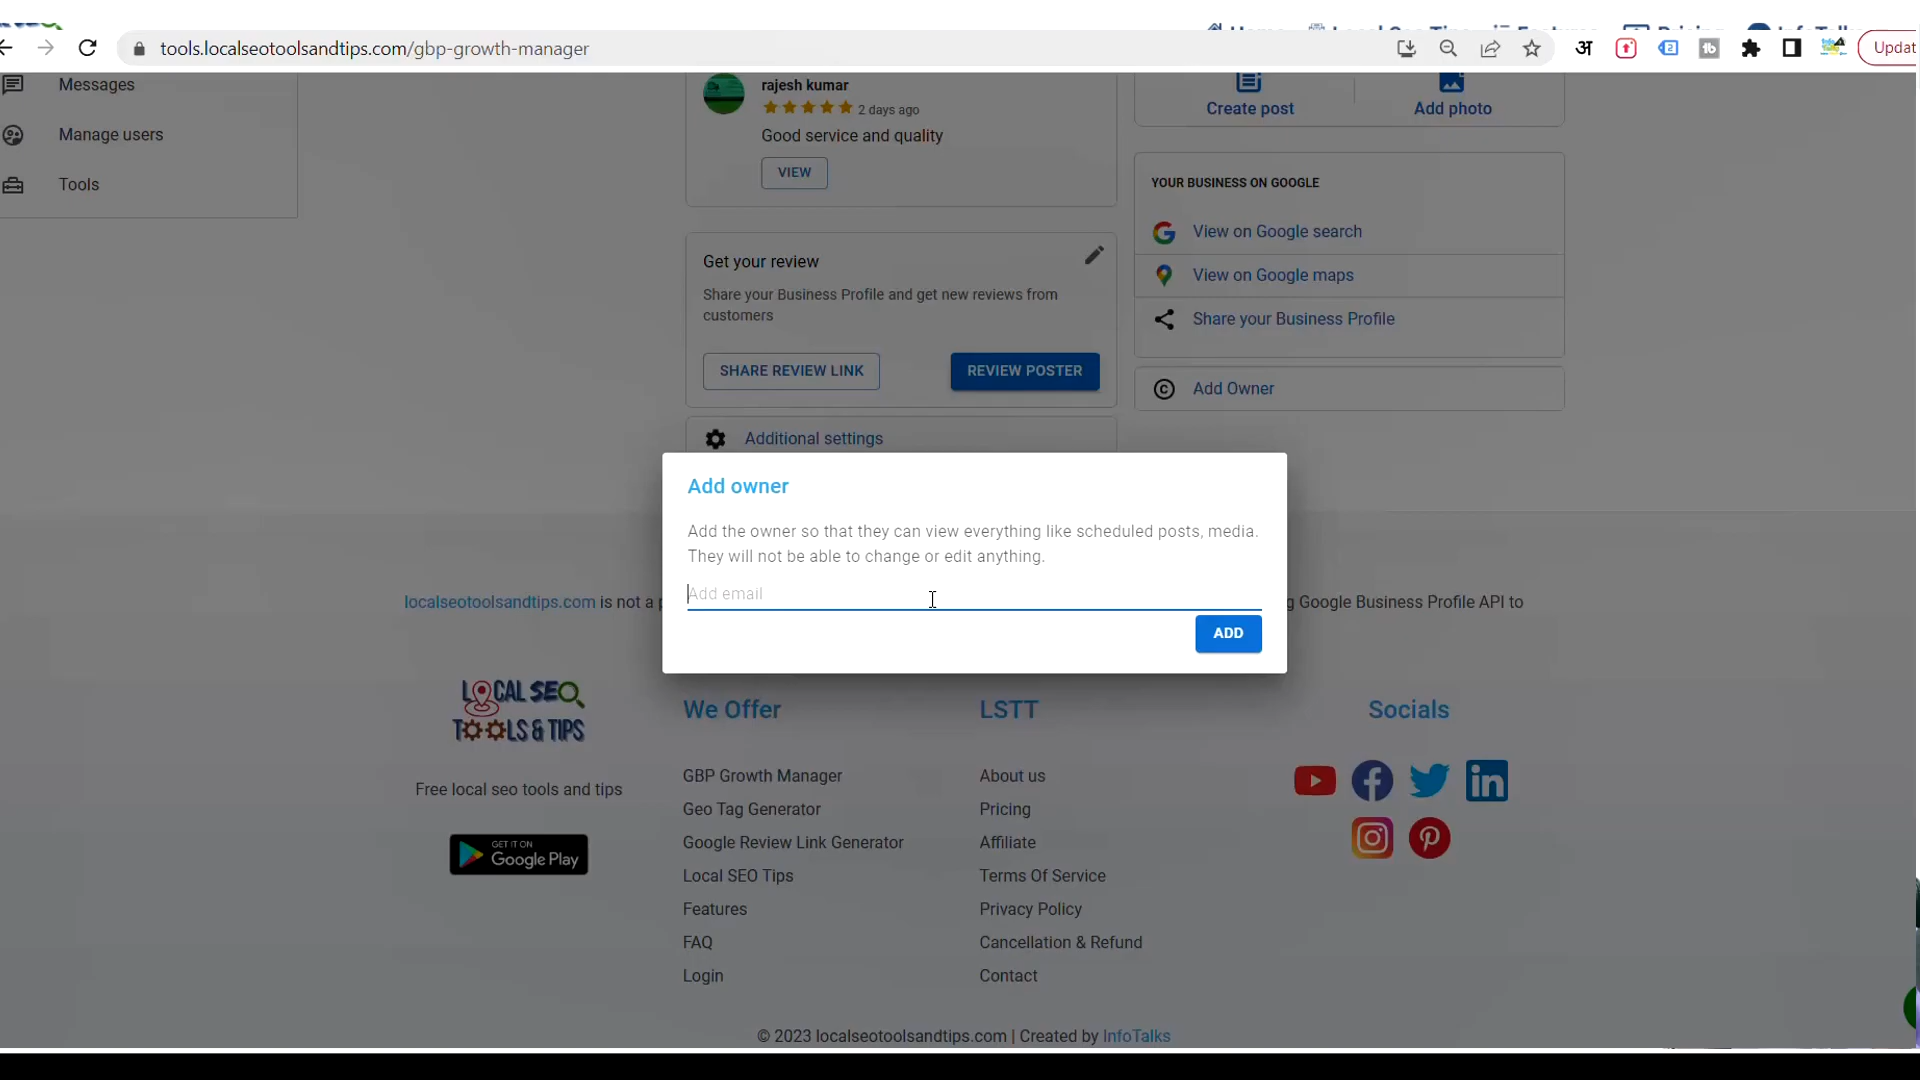 Home Local Seo Tips Features Pricing InfoTalks
tools.localseotoolsandtips.com/gbp-growth-manager
अ
Updat
Messages
Manage users
Tools
rajesh kumar
2 days ago
Good service and quality
VIEW
Get your review
Share your Business Profile and get new reviews from
customers
SHARE REVIEW LINK
REVIEW POSTER
Additional settings
Create post
Add photo
YOUR BUSINESS ON GOOGLE
View on Google search
View on Google maps
Share your Business Profile
Add Owner
Add owner
Add the owner so that they can view everything like scheduled posts, media.
They will not be able to change or edit anything.
Add email
ADD
localseotoolsandtips.com is not a p
g Google Business Profile API to
LOCAL SEO
TOOLS & TIPS
Free local seo tools and tips
GET IT ON
Google Play
We Offer
GBP Growth Manager
Geo Tag Generator
Google Review Link Generator
Local SEO Tips
Features
FAQ
Login
LSTT
About us
Pricing
Affiliate
Terms Of Service
Privacy Policy
Cancellation & Refund
Contact
Socials
© 2023 localseotoolsandtips.com | Created by InfoTalks